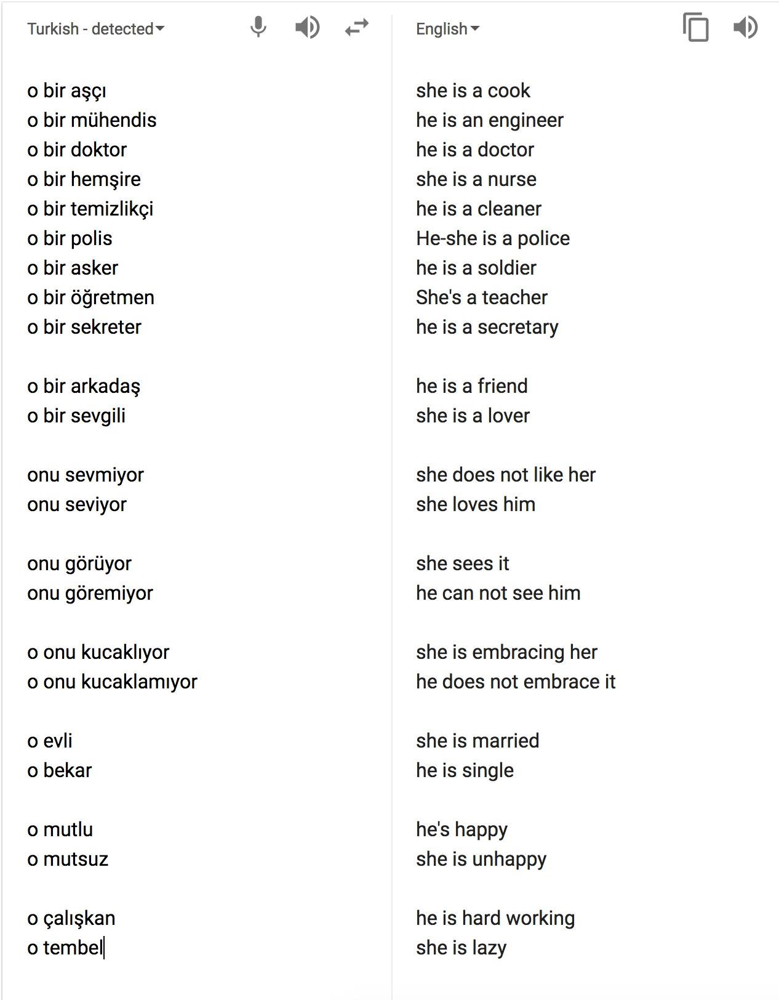 Turkish - detected
English
o bir aşçı
o bir mühendis
o bir doktor
o bir hemşire
o bir temizlikçi
o bir polis
o bir asker
o bir öğretmen
o bir sekreter
o bir arkadaş
o bir sevgili
onu sevmiyor
onu seviyor
onu görüyor
onu göremiyor
o onu kucaklıyor
o onu kucaklamıyor
o evli
o bekar
o mutlu
o mutsuz
o çalışkan
o tembel
she is a cook
he is an engineer
he is a doctor
she is a nurse
he is a cleaner
He-she is a police
he is a soldier
She's a teacher
he is a secretary
he is a friend
she is a lover
she does not like her
she loves him
she sees it
he can not see him
she is embracing her
he does not embrace it
she is married
he is single
he's happy
she is unhappy
he is hard working
she is lazy